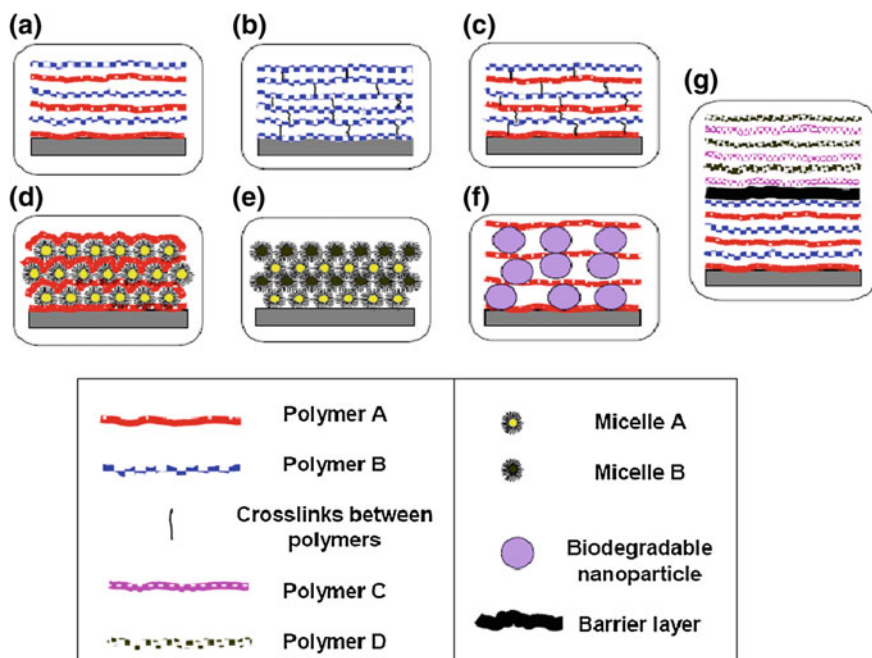 (a)
(b)
(c)
(g)
(d)
(e)
(f)
Polymer A
Polymer B
Crosslinks between
polymers
Polymer C
Polymer D
Micelle A
Micelle B
Biodegradable
nanoparticle
Barrier layer